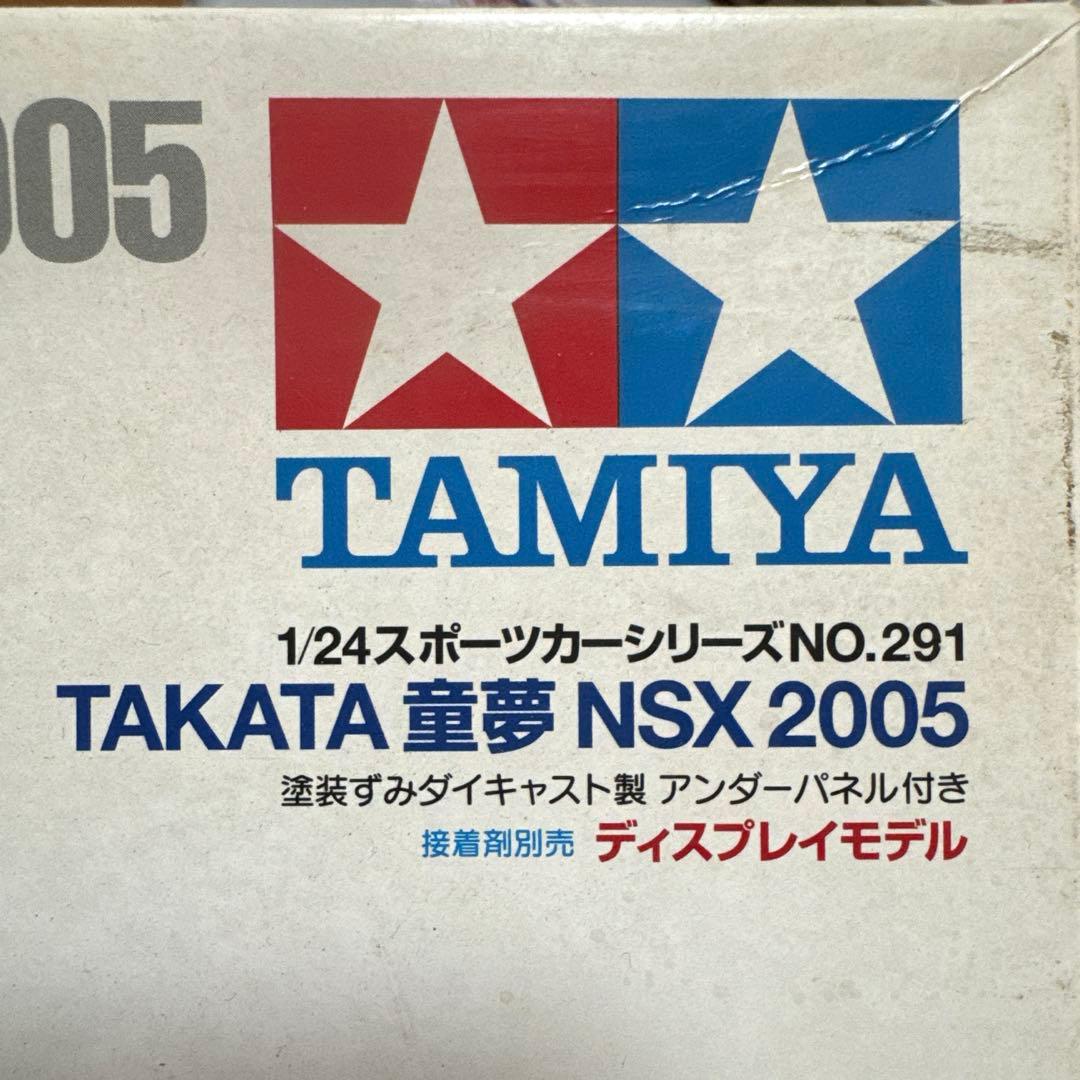 005
TAMIYA
1/24スポーツカーシリーズNO.291
TAKATA 童夢 NSX 2005
塗装ずみダイキャスト製 アンダーパネル付き
接着剤別売 ディスプレイモデル